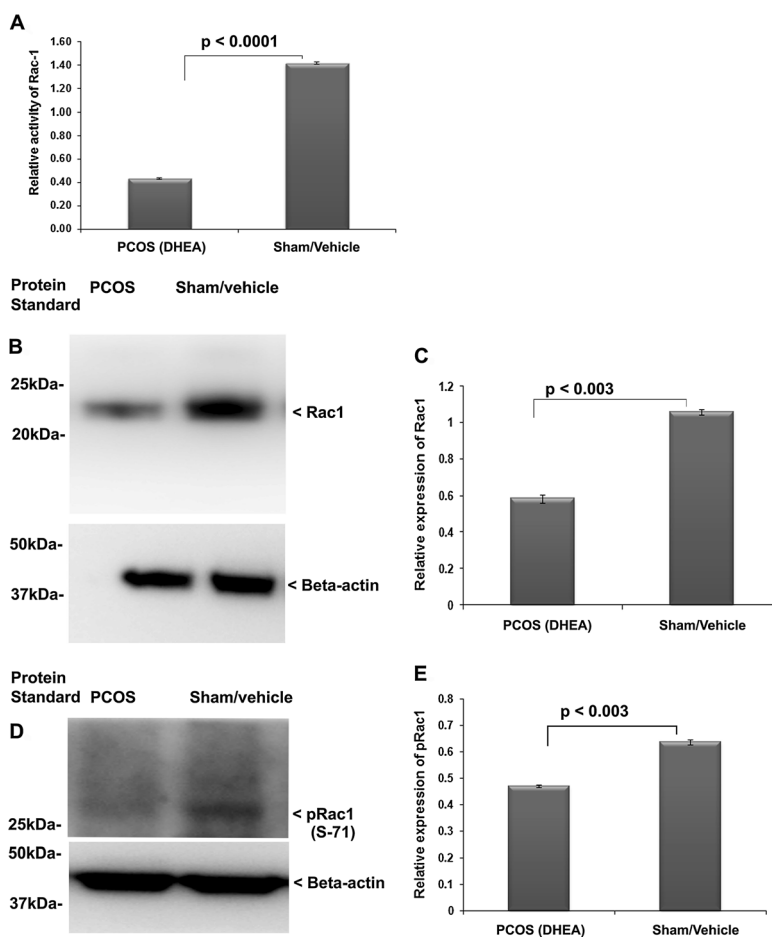 A
p < 0.0001
Relative activity of Rac-1
1.60
1.40
1.20
1.00
0.80
0.60
0.40
0.20
0.00
PCOS (DHEA)
Sham/Vehicle
Protein
Standard
PCOS
Sham/vehicle
B
25kDa-
20kDa-
< Rac1
50kDa-
37kDa-
< Beta-actin
C
p < 0.003
Relative expression of Rac1
1.2
1
0.8
0.6
0.4
0.2
0
PCOS (DHEA)
Sham/Vehicle
Protein
Standard
PCOS
Sham/vehicle
D
25kDa-
< pRac1
(S-71)
50kDa-
37kDa-
< Beta-actin
E
p < 0.003
Relative expression of pRac1
0.8
0.7
0.6
0.5
0.4
0.3
0.2
0.1
0
PCOS (DHEA)
Sham/Vehicle